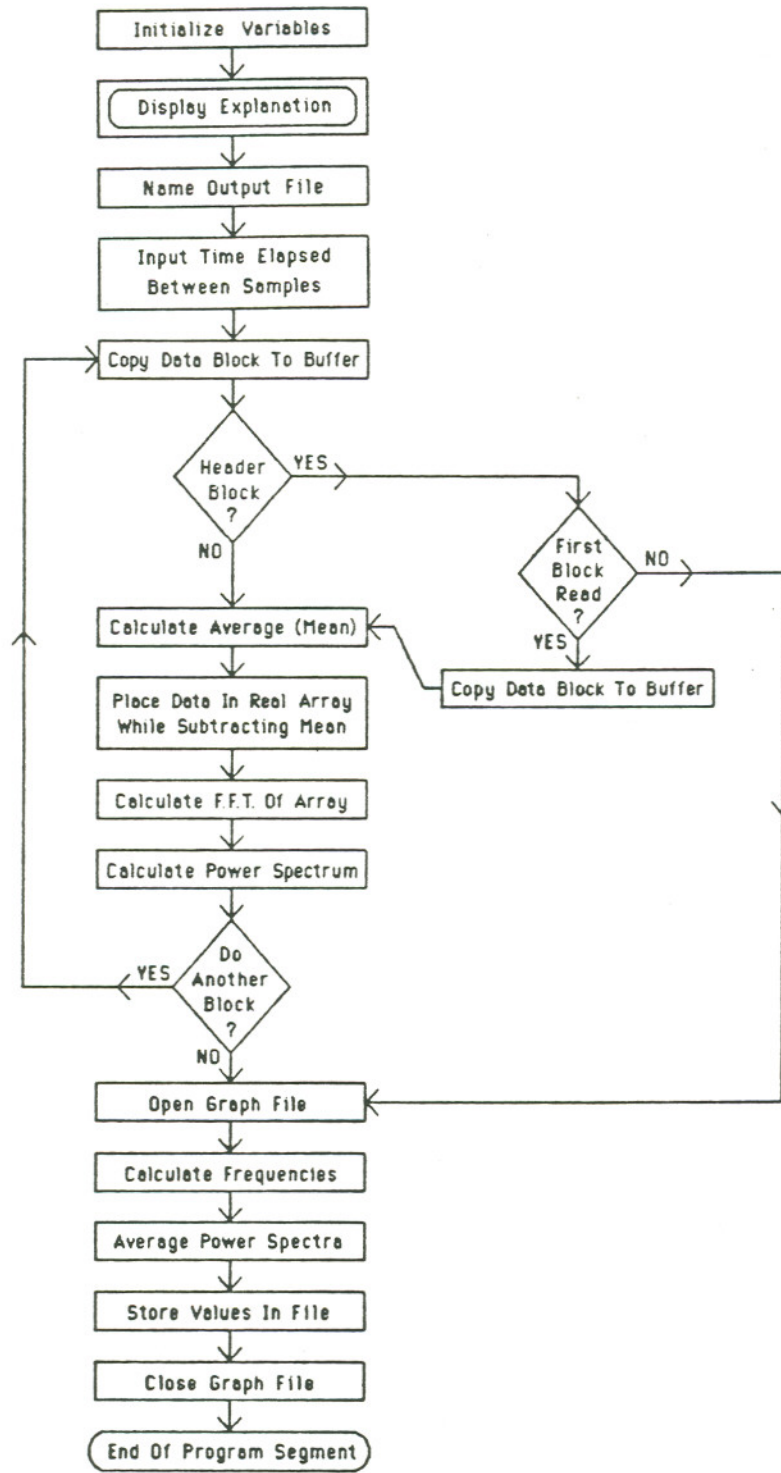 Initialize Variables
Display Explanation
Name Output File
Input Time Elapsed
Between Samples
Copy Data Block To Buffer
Header
Block
?
YES
NO
First
Block
Read
?
NO
YES
Copy Data Block To Buffer
Calculate Average (Mean)
Place Data In Real Array
While Subtracting Mean
Calculate F.F.T. Of Array
Calculate Power Spectrum
Do
Another
Block
?
YES
NO
Open Graph File
Calculate Frequencies
Average Power Spectra
Store Values In File
Close Graph File
End Of Program Segment